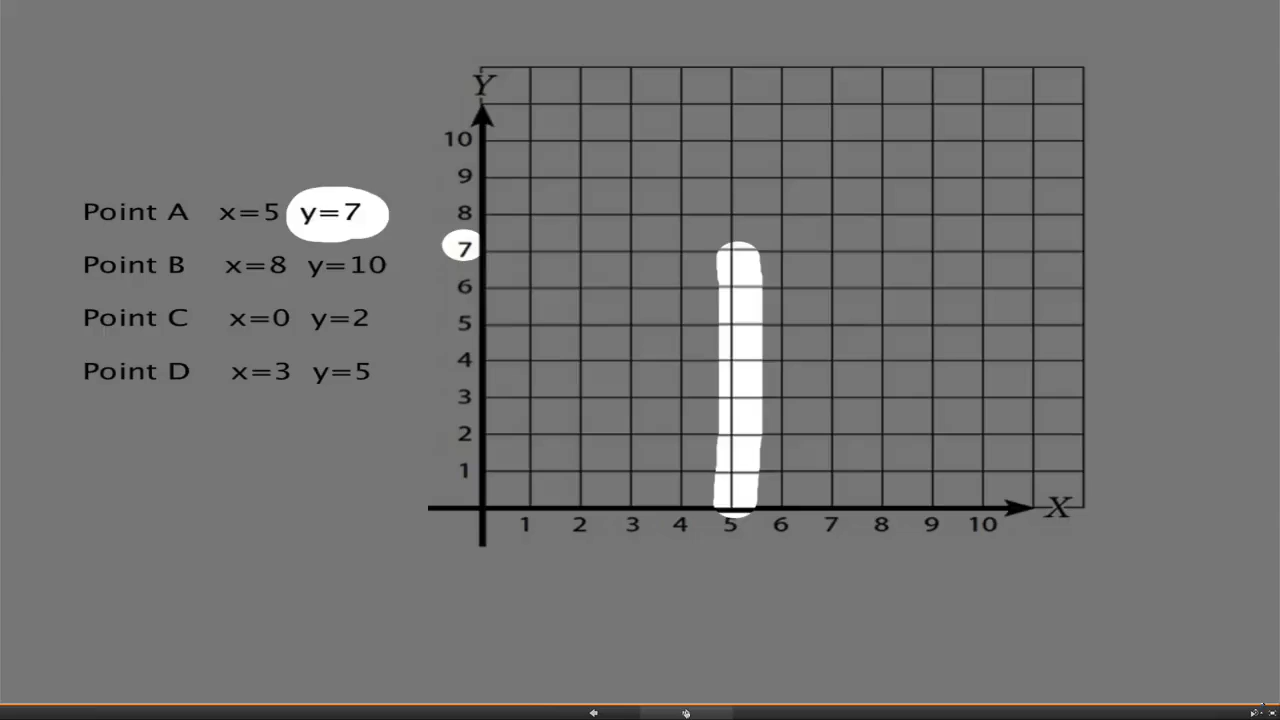 Point A x=5 y=7
Point B x=8 y=10
Point C x=0 y=2
Point D x=3 y=5
Y
10
9
8
7
6
5
4
3
2
1
1 2 3 4 5 6 7 8 9 10
X